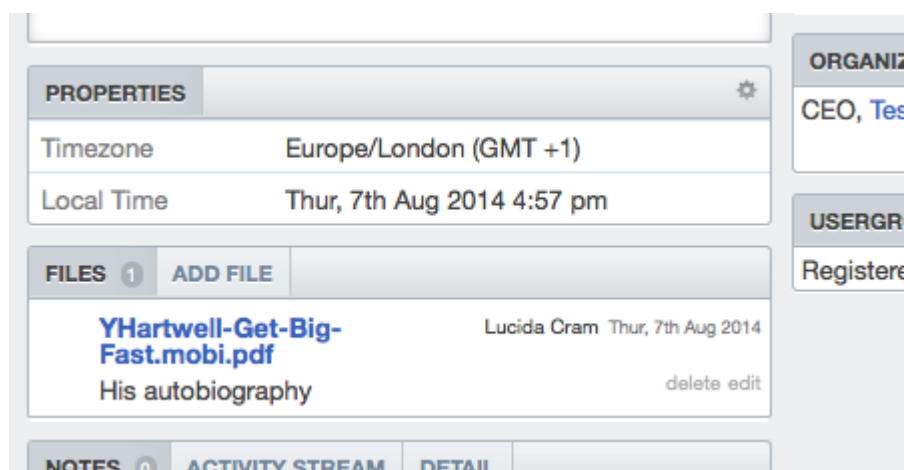 PROPERTIES
Timezone Europe/London (GMT +1)
Local Time Thur, 7th Aug 2014 4:57 pm
FILES 1 ADD FILE
YHartwell-Get-Big-
Fast.mobi.pdf
Lucida Cram Thur, 7th Aug 2014
His autobiography
delete edit
NOTES 0 ACTIVITY STREAM DETAIL
ORGANIZ
CEO, Tes
USERGR
Registere